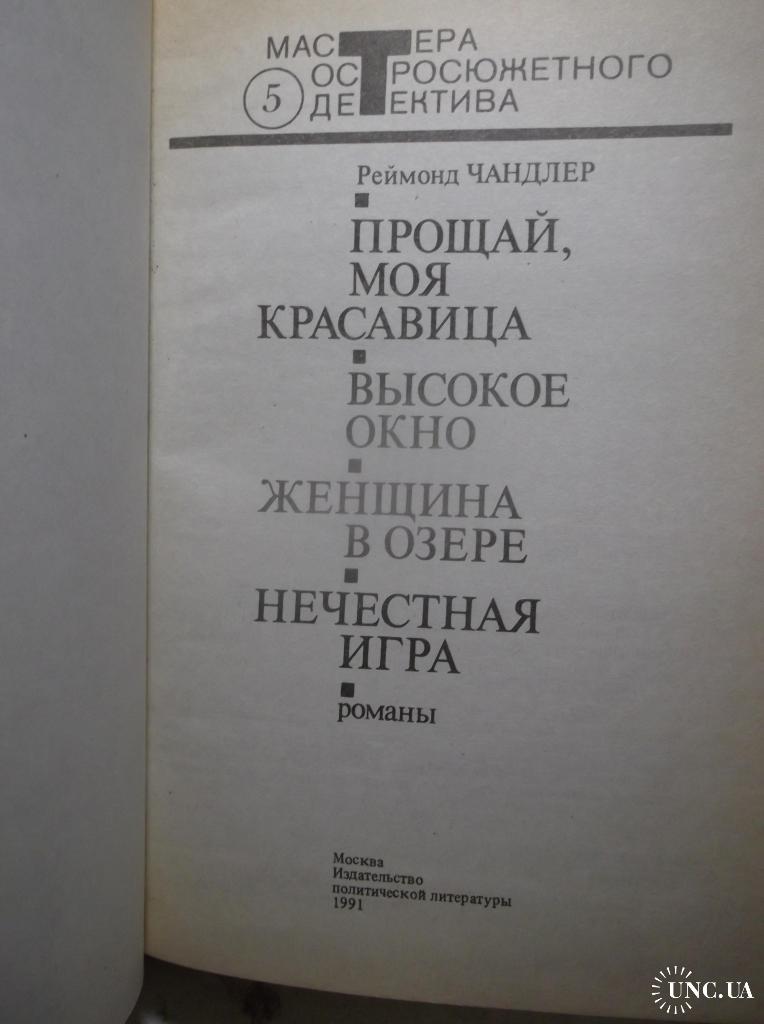 МАСТЕРА
ОСТРОСЮЖЕТНОГО
5 ДЕТЕКТИВА
Реймонд ЧАНДЛЕР
ПРОЩАЙ,
МОЯ
КРАСАВИЦА
ВЫСОКОЕ
ОКНО
ЖЕНЩИНА
В ОЗЕРЕ
НЕЧЕСТНАЯ
ИГРА
романы
Москва
Издательство
политической литературы
1991
UNC.UA